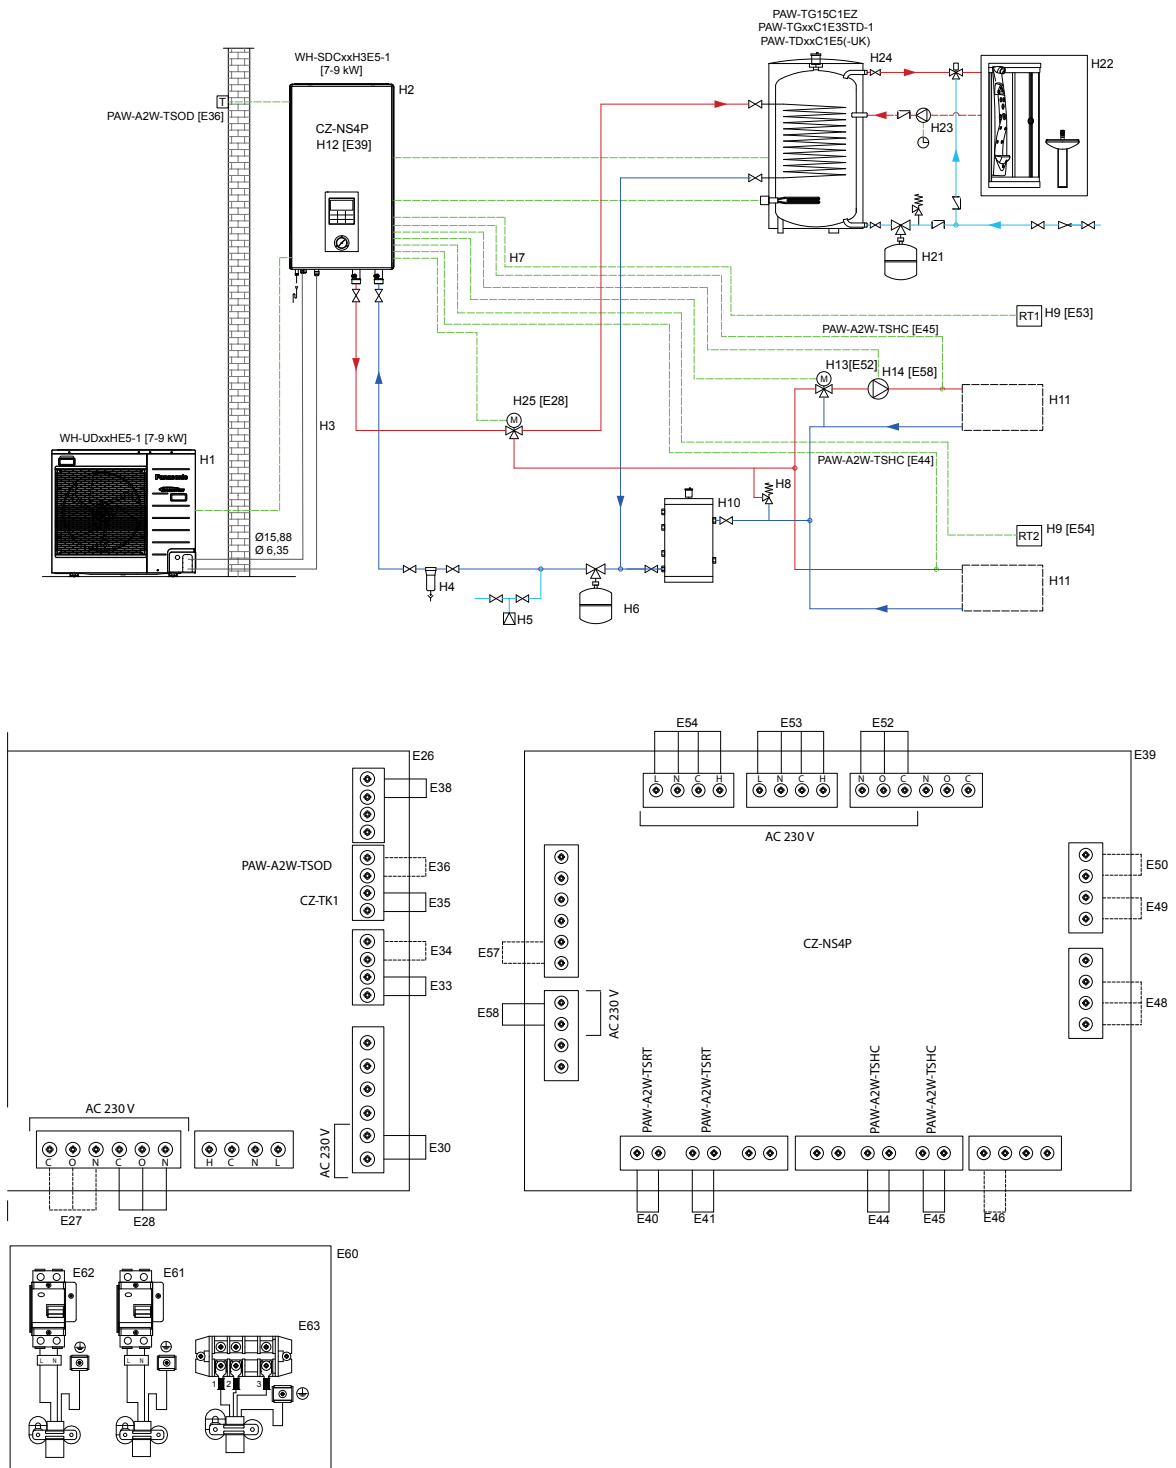 PAW-TG15C1EZ
PAW-TGxxC1E3STD-1
PAW-TDxxC1E5(-UK)
WH-SDCxxH3E5-1
[7-9 kW]
H24
H22
H2
T
PAW-A2W-TSOD [E36]
CZ-NS4P
H12 [E39]
H23
H7
H21
RT1
H9 [E53]
PAW-A2W-TSHC [E45]
H13[E52]
M
H14 [E58]
H25 [E28]
M
H11
H3
WH-UDxxHE5-1 [7-9 kW]
H1
Panasonic
PAW-A2W-TSHC [E44]
H8
H10
Ø15,88
Ø 6,35
RT2
H9 [E54]
H4
H5
H6
H11
E54
E53
E52
E26
E39
L N C H
L N C H
N O C N O C
AC 230 V
E38
PAW-A2W-TSOD
E36
CZ-TK1
E35
E34
E33
E50
E49
CZ-NS4P
E57
E58
AC 230 V
E48
PAW-A2W-TSRT
PAW-A2W-TSRT
PAW-A2W-TSHC
PAW-A2W-TSHC
AC 230 V
AC 230 V
E30
C O N C O N
H C N L
E27
E28
E40
E41
E44
E45
E46
E60
E62
E61
E63
L N
L N
1 2 3